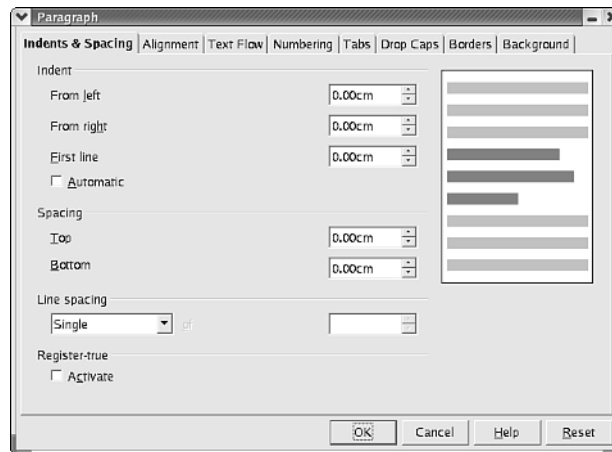 Paragraph
Indents & Spacing Alignment Text Flow Numbering Tabs Drop Caps Borders Background
Indent
From left 0.00cm
From right 0.00cm
First line 0.00cm
Automatic
Spacing
Top 0.00cm
Bottom 0.00cm
Line spacing
Single of
Register-true
Activate
OK Cancel Help Reset